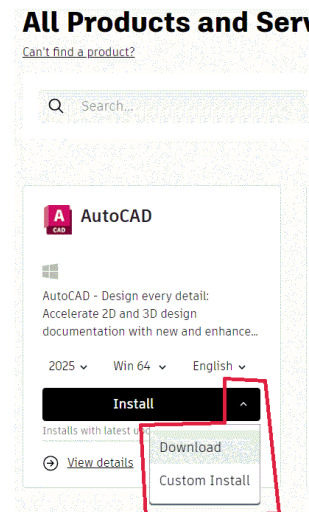 All Products and Serv
Can't find a product?
Search...
A
CAD
AutoCAD
AutoCAD - Design every detail:
Accelerate 2D and 3D design
documentation with new and enhance...
2025 Win 64 English
Install
Installs with latest
Download
View details
Custom Install